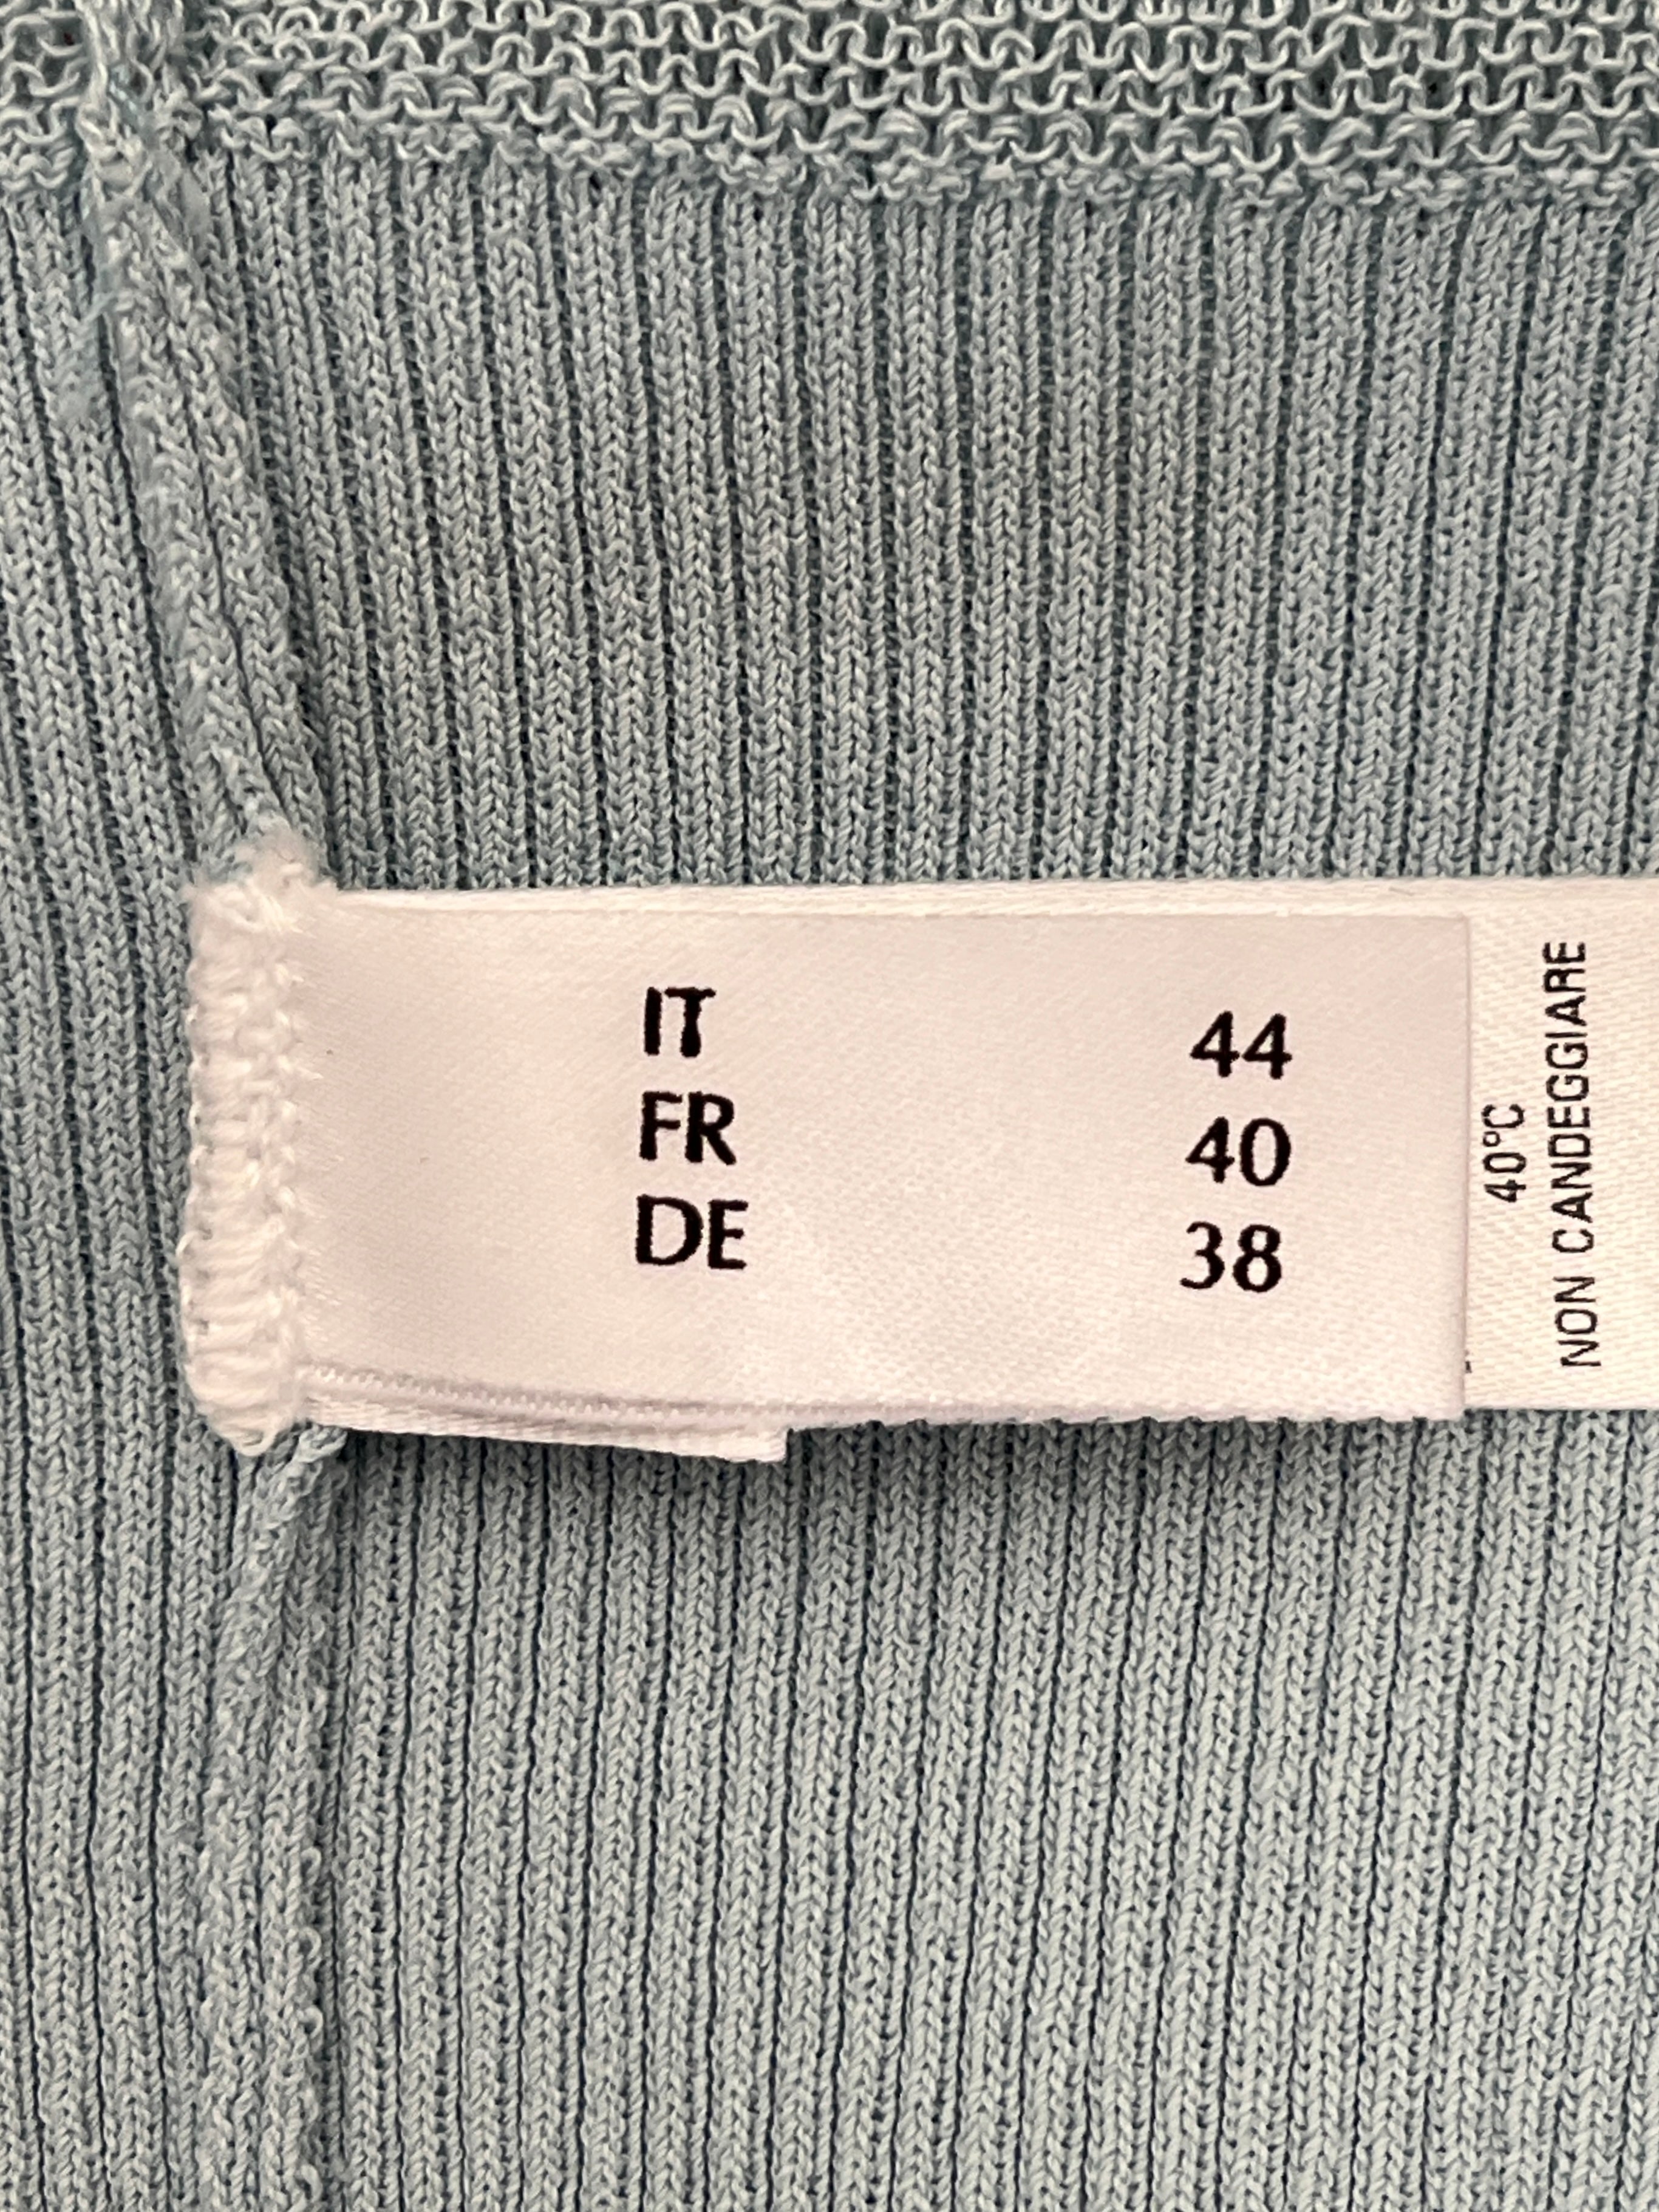 IT 44
FR 40
DE 38
40°C
NON CANDEGGIARE